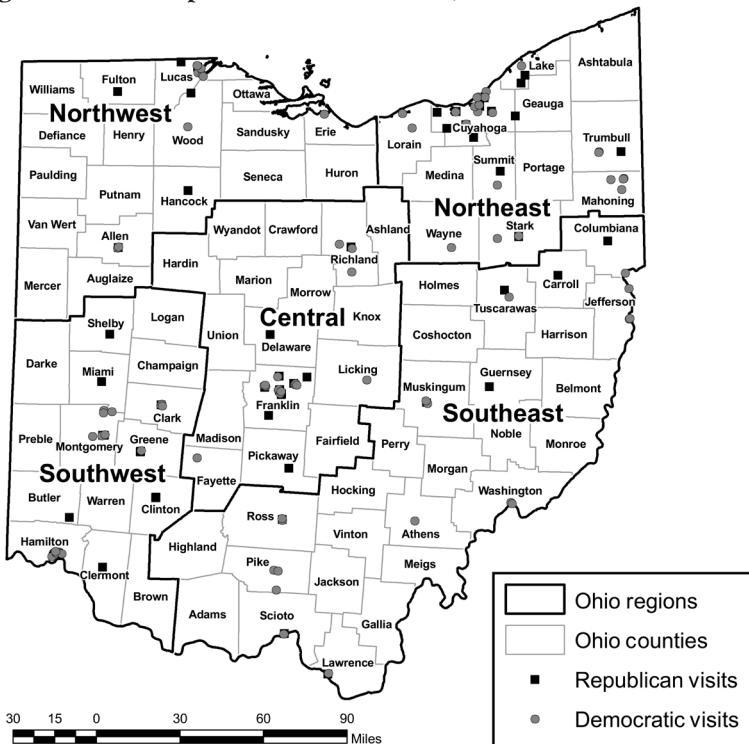 Lake
Ashtabula
Fulton
Lucas
Williams
Ottawa
Geauga
Northwest
Cuyahoga
Defiance
Henry
Wood
Sandusky
Erie
Lorain
Trumbull
Summit
Portage
Paulding
Seneca
Huron
Medina
Putnam
Hancock
Mahoning
Northeast
Van Wert
Wyandot
Crawford
Ashland
Wayne
Stark
Columbiana
Allen
Hardin
Richland
Mercer
Auglaize
Marion
Morrow
Holmes
Carroll
Jefferson
Tuscarawas
Logan
Shelby
Union
Central
Knox
Coshocton
Harrison
Delaware
Darke
Miami
Champaign
Licking
Guernsey
Muskingum
Belmont
Clark
Franklin
Southeast
Preble
Montgomery
Greene
Madison
Fairfield
Perry
Noble
Monroe
Pickaway
Morgan
Southwest
Fayette
Butler
Warren
Clinton
Hocking
Washington
Ross
Vinton
Athens
Hamilton
Highland
Clermont
Pike
Meigs
Jackson
Brown
Adams
Scioto
Gallia
Lawrence
Ohio regions
Ohio counties
Republican visits
Democratic visits
30 15 0 30 60 90
Miles